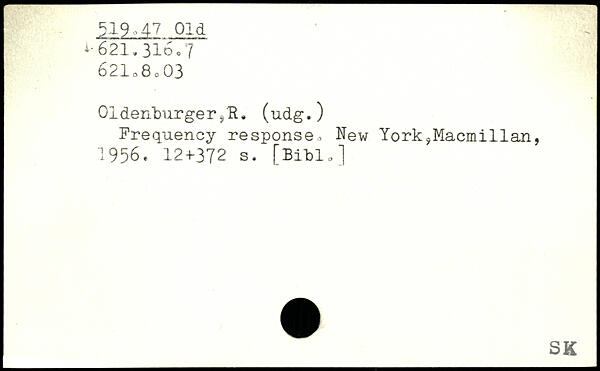 519.47 Old
621.316.7
621.8.03
Oldenburger,R. (udg.)
Frequency response. New York,Macmillan,
1956. 12+372 s. [Bibl.]
SK